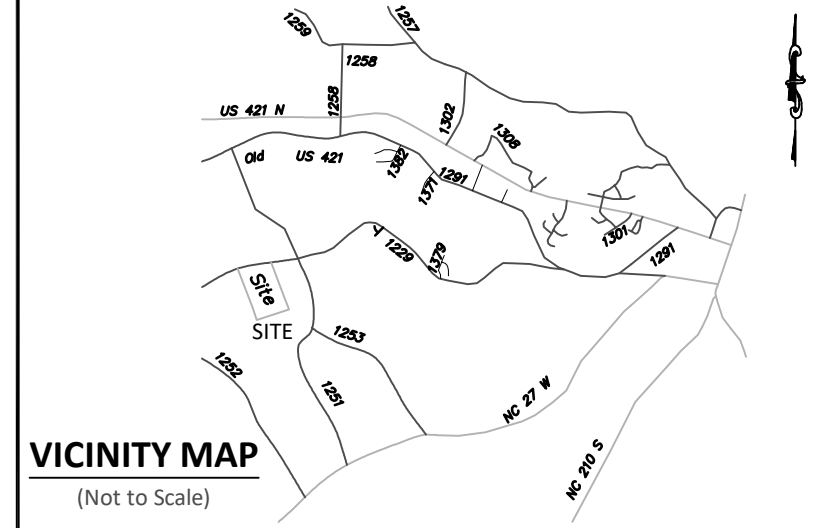 1259
1257
1258
1258
US 421 N
1302
1308
Old US 421
1382
1371
1291
1301
1291
1229
1379
Site
SITE
1253
1252
1251
NC 27 W
NC 210 S
VICINITY MAP
(Not to Scale)